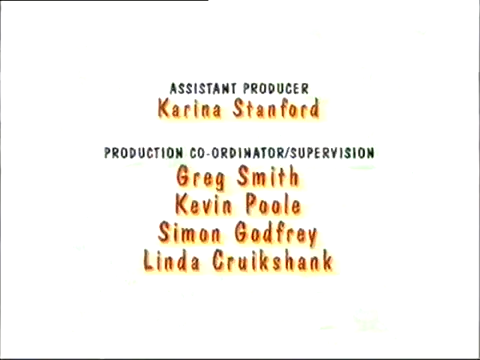 ASSISTANT PRODUCER
Karina Stanford
PRODUCTION CO-ORDINATOR/SUPERVISION
Greg Smith
Kevin Poole
Simon Godfrey
Linda Cruikshank